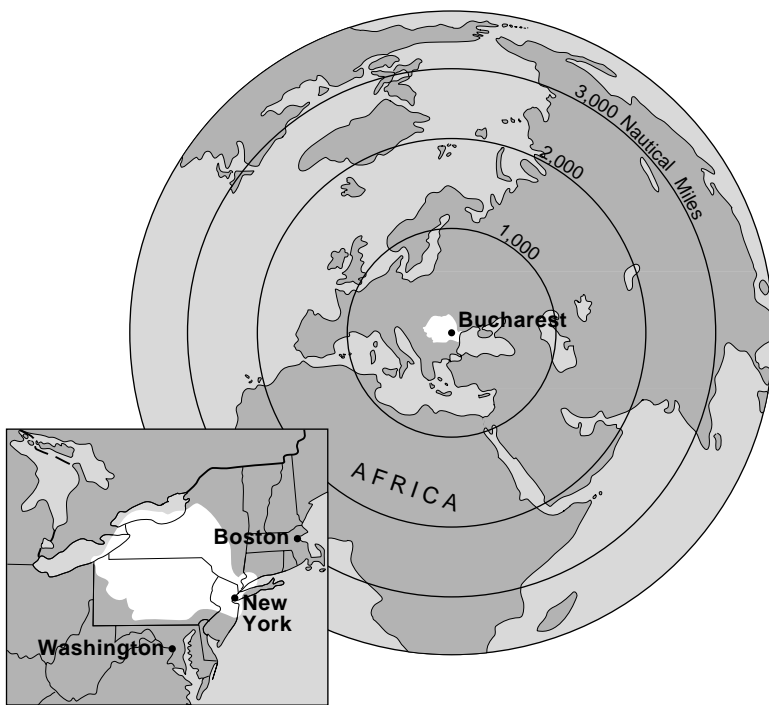 3,000 Nautical Miles
2,000
1,000
Bucharest
AFRICA
Boston
New
York
Washington